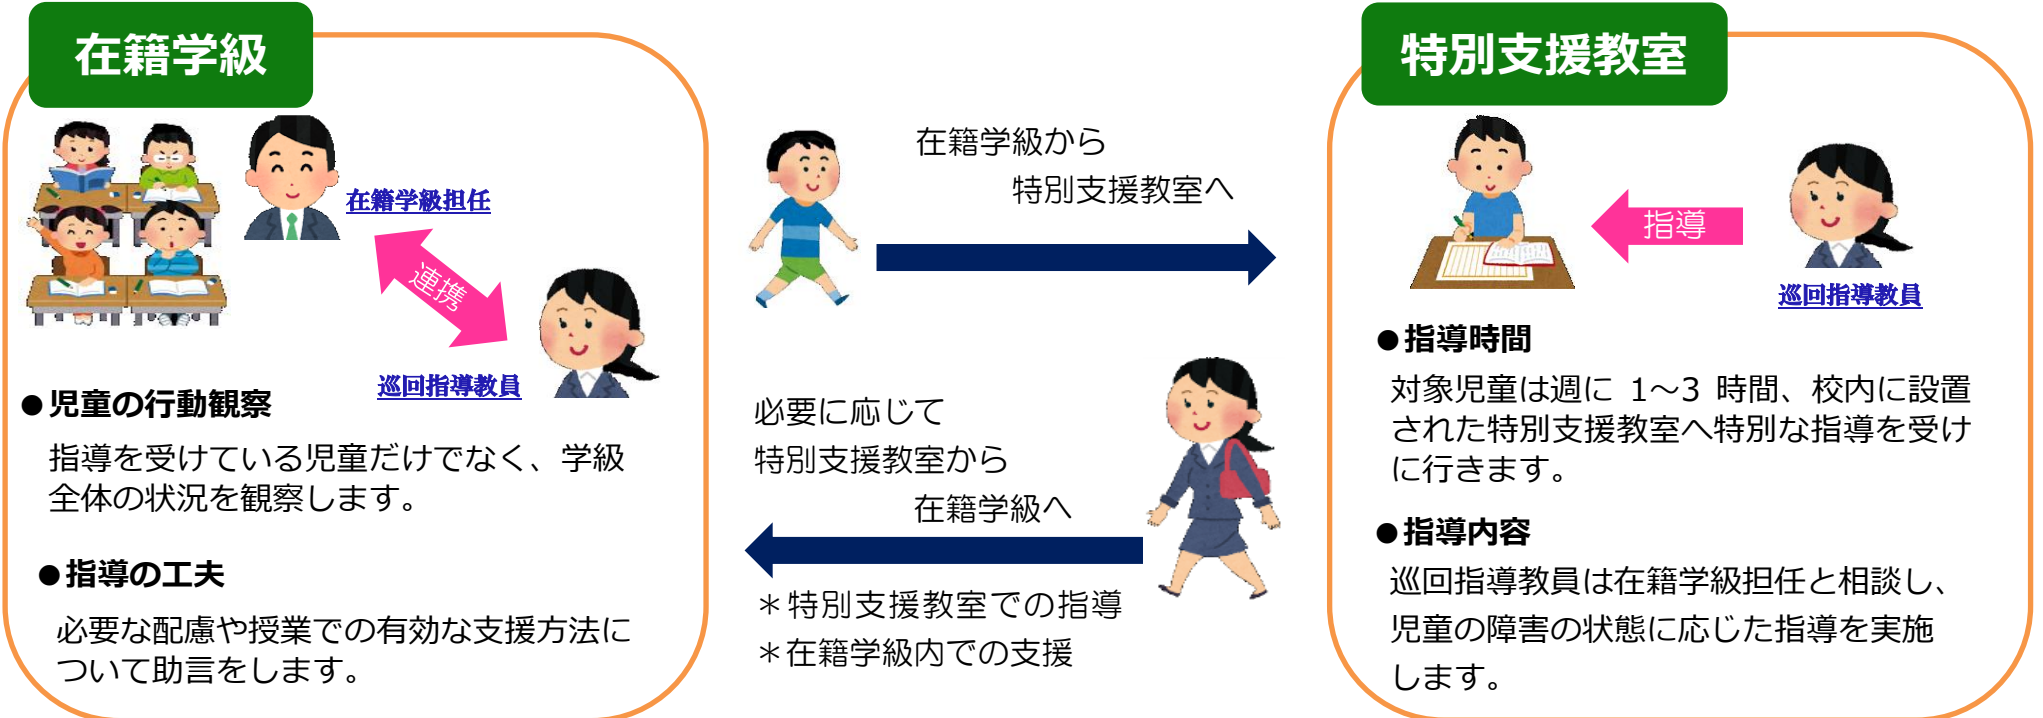 在籍学級
在籍学級担任
連携
巡回指導教員
●児童の行動観察
指導を受けている児童だけでなく、学級
全体の状況を観察します。
●指導の工夫
必要な配慮や授業での有効な支援方法に
ついて助言をします。
在籍学級から
特別支援教室へ
必要に応じて
特別支援教室から
在籍学級へ
＊特別支援教室での指導
＊在籍学級内での支援
特別支援教室
指導
巡回指導教員
●指導時間
対象児童は週に 1～3 時間、校内に設置
された特別支援教室へ特別な指導を受け
に行きます。
●指導内容
巡回指導教員は在籍学級担任と相談し、
児童の障害の状態に応じた指導を実施
します。